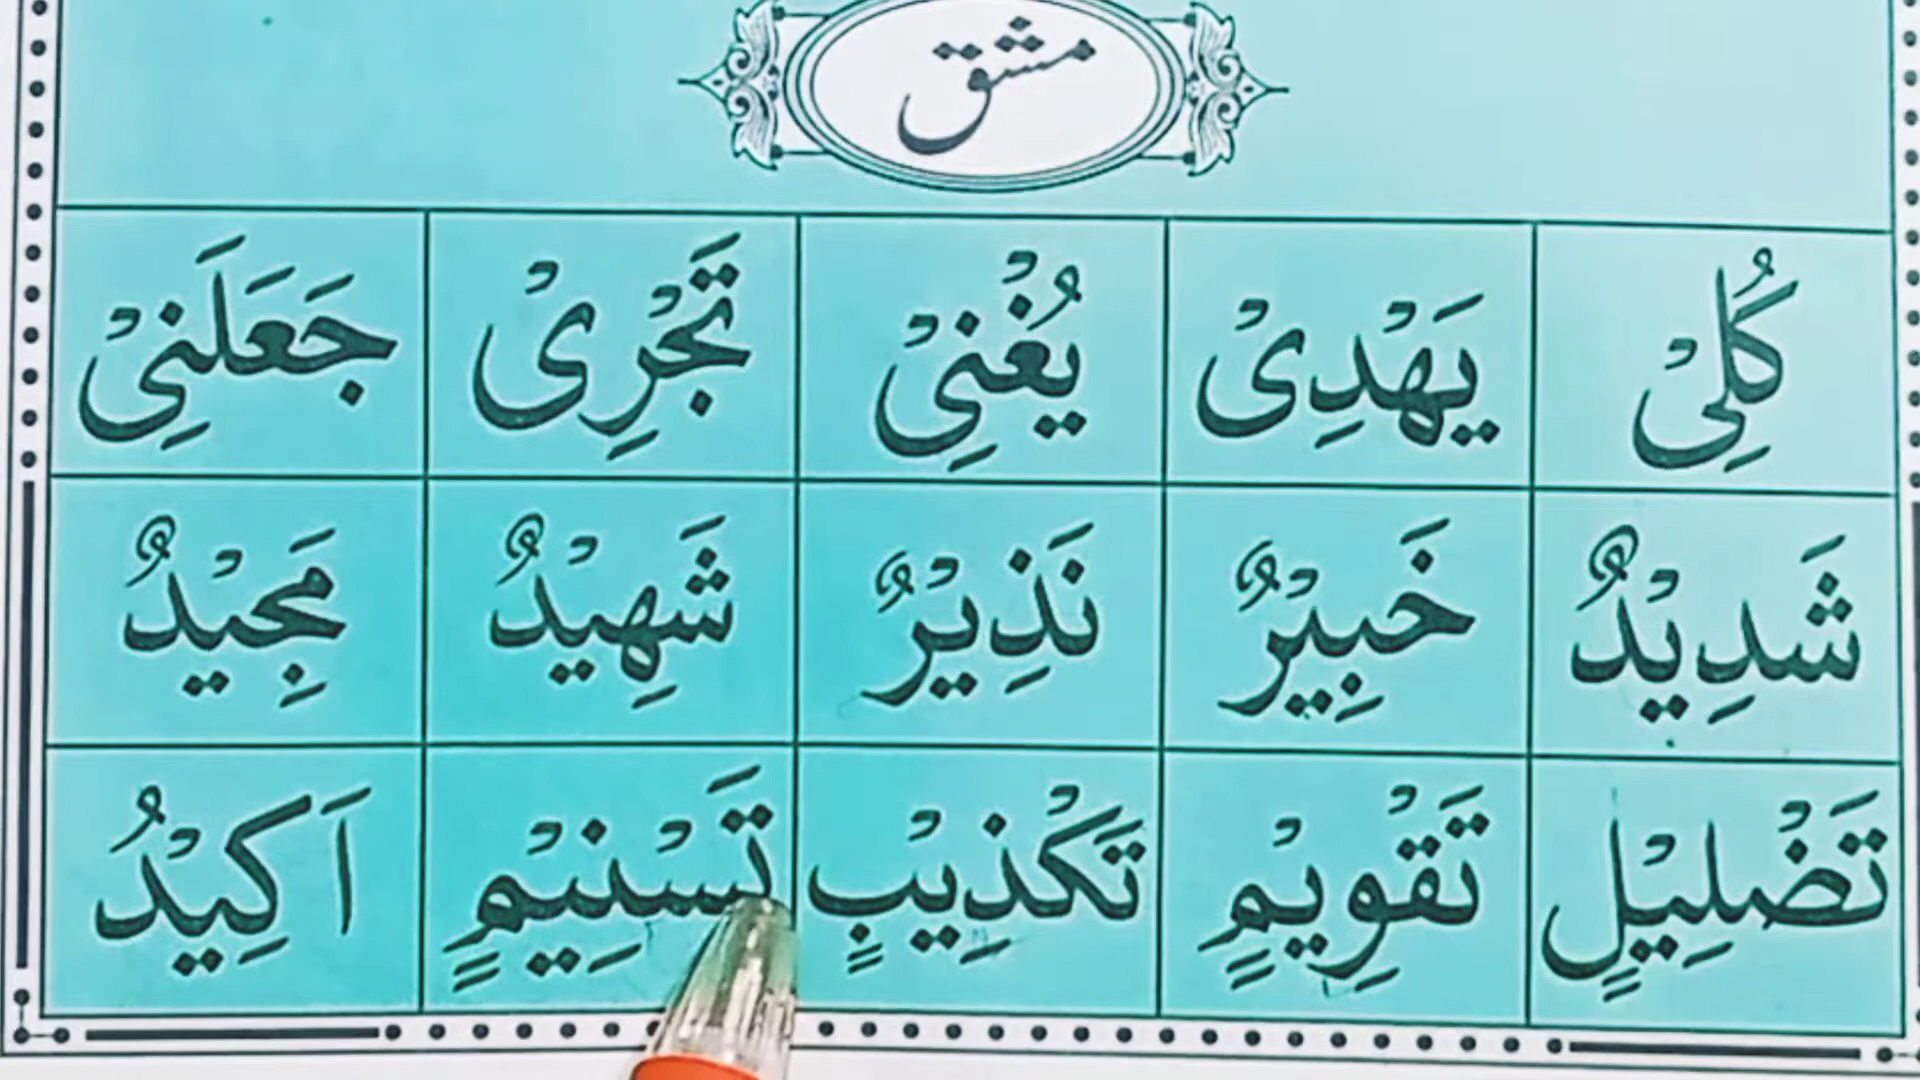 مشق
كُلِیْ یَهْدِیْ یُغْنِیْ تَجْرِیْ جَعَلَنِیْ
شَدِیْدٌ خَبِیْرٌ نَذِیْرٌ شَهِیْدٌ مَجِیْدٌ
تَضْلِیْلٍ تَقْوِیْمٍ تَكْذِیْبٍ تَسْنِیْمٍ اَكِیْدُ